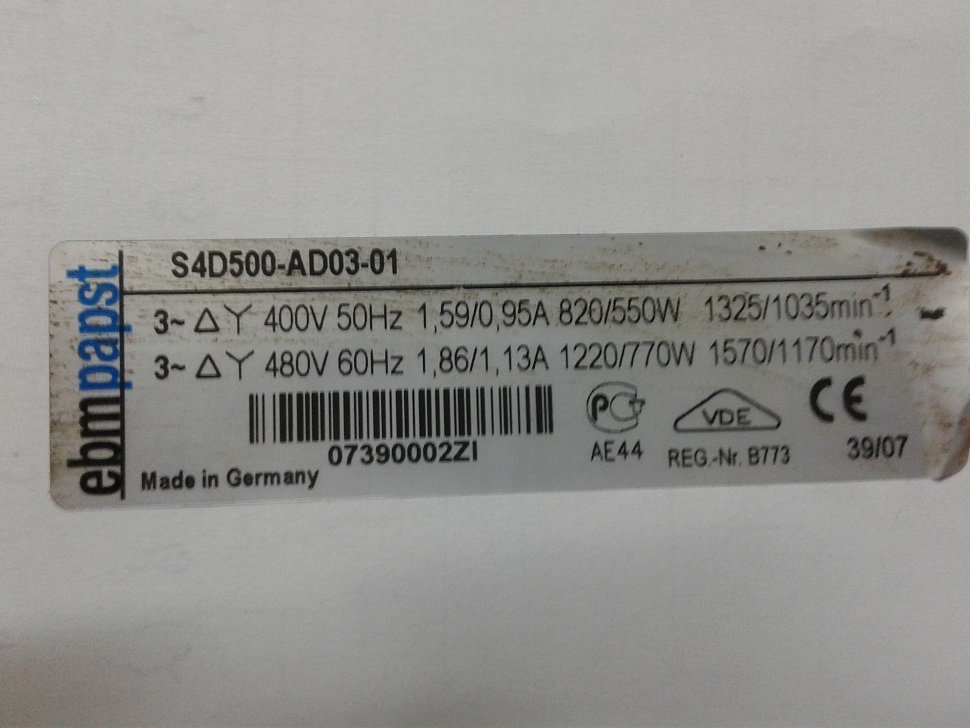 ebmpapst
S4D500-AD03-01
3~ △ Y 400V 50Hz 1,59/0,95A 820/550W 1325/1035min⁻¹
3~ △ Y 480V 60Hz 1,86/1,13A 1220/770W 1570/1170min⁻¹
07390002ZI
Made in Germany
PCT
AE44
VDE
REG.-Nr. B773
CE
39/07